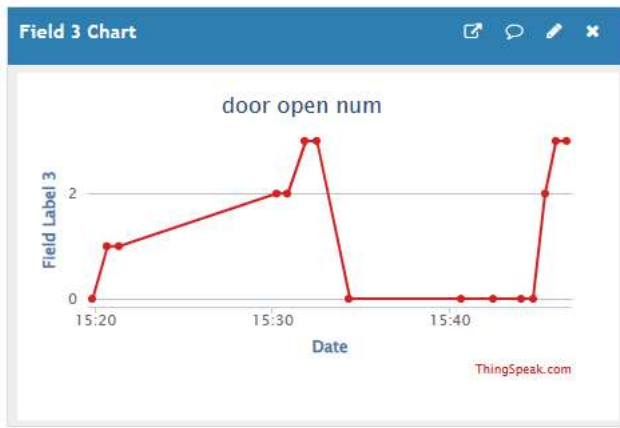 Field 3 Chart
door open num
Field Label 3
2
0
15:20 15:30 15:40
Date
ThingSpeak.com